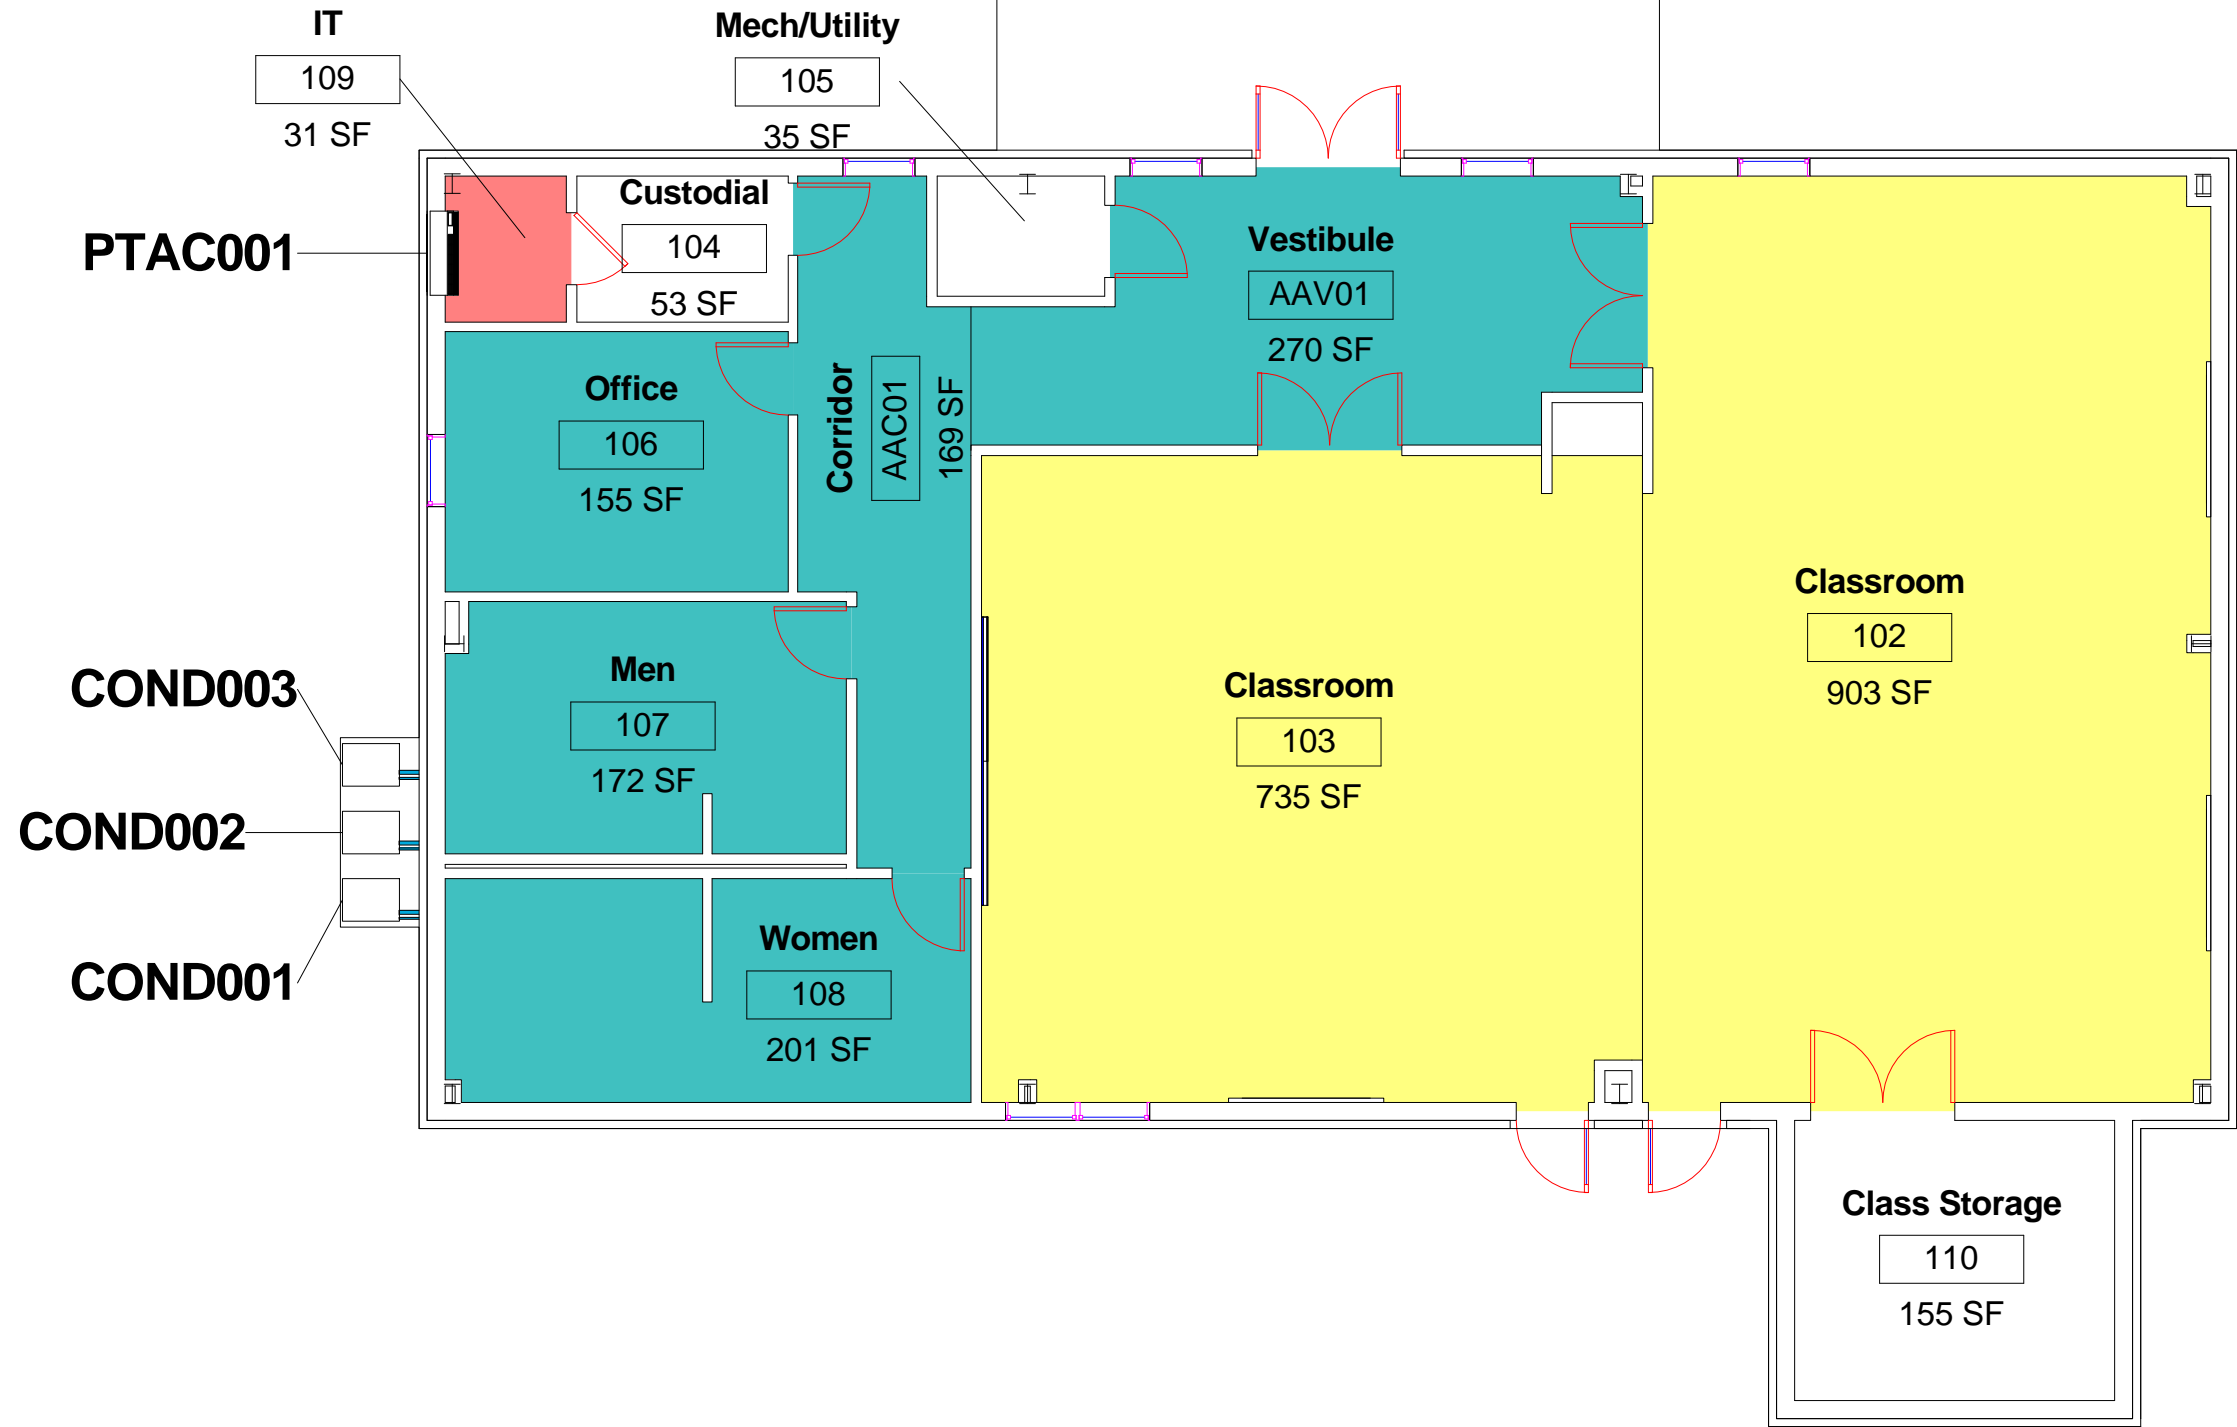 IT
109
31 SF
Mech/Utility
105
35 SF
PTAC001
Custodial
104
53 SF
Vestibule
AAV01
270 SF
Office
106
155 SF
Corridor
AAC01
169 SF
Classroom
102
903 SF
Men
107
172 SF
Classroom
103
735 SF
COND003
COND002
COND001
Women
108
201 SF
Class Storage
110
155 SF